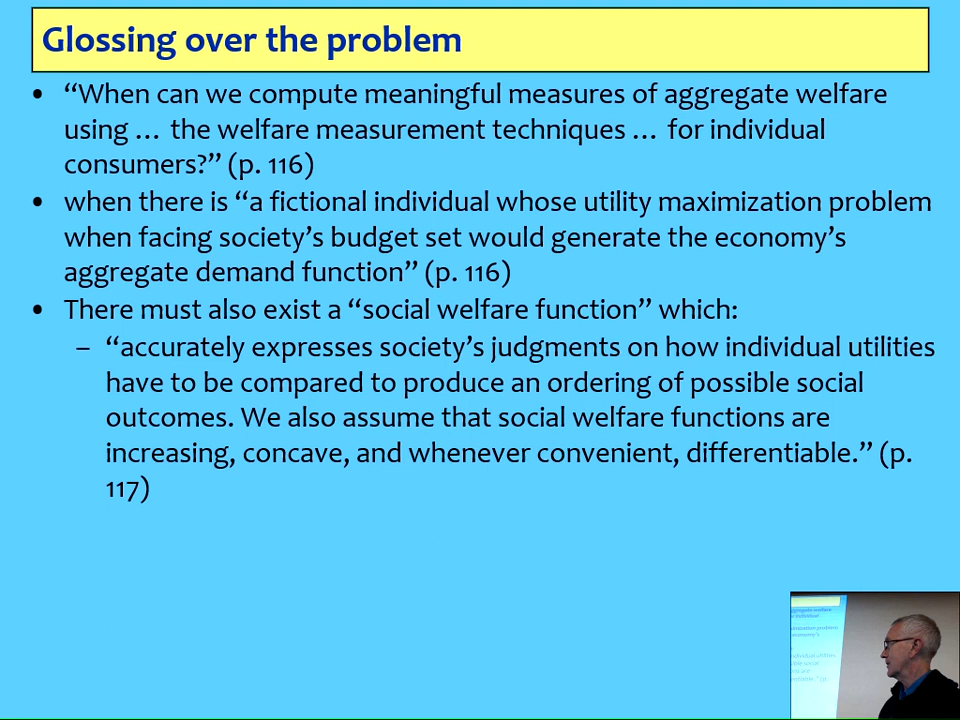 Glossing over the problem
• “When can we compute meaningful measures of aggregate welfare
using … the welfare measurement techniques … for individual
consumers?” (p. 116)
• when there is “a fictional individual whose utility maximization problem
when facing society’s budget set would generate the economy’s
aggregate demand function” (p. 116)
• There must also exist a “social welfare function” which:
– “accurately expresses society’s judgments on how individual utilities
have to be compared to produce an ordering of possible social
outcomes. We also assume that social welfare functions are
increasing, concave, and whenever convenient, differentiable.” (p.
117)